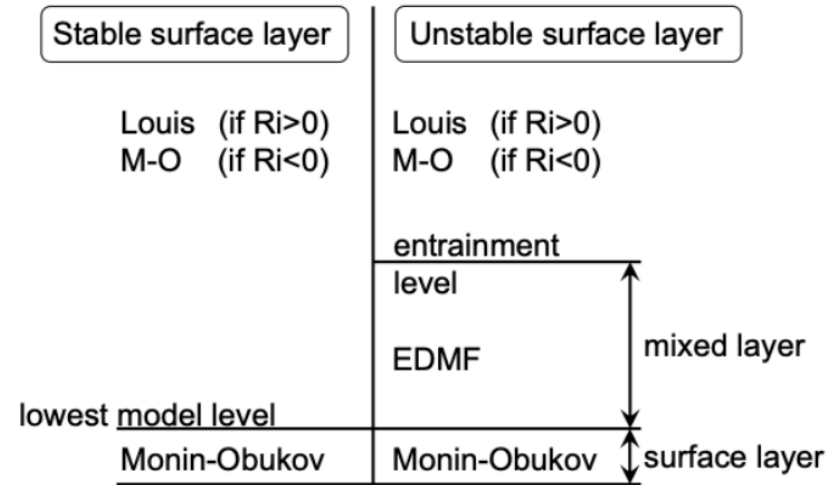 Stable surface layer
Unstable surface layer
Louis (if Ri>0)
M-O (if Ri<0)
Louis (if Ri>0)
M-O (if Ri<0)
entrainment
level
EDMF
mixed layer
lowest model level
Monin-Obukov
Monin-Obukov
surface layer